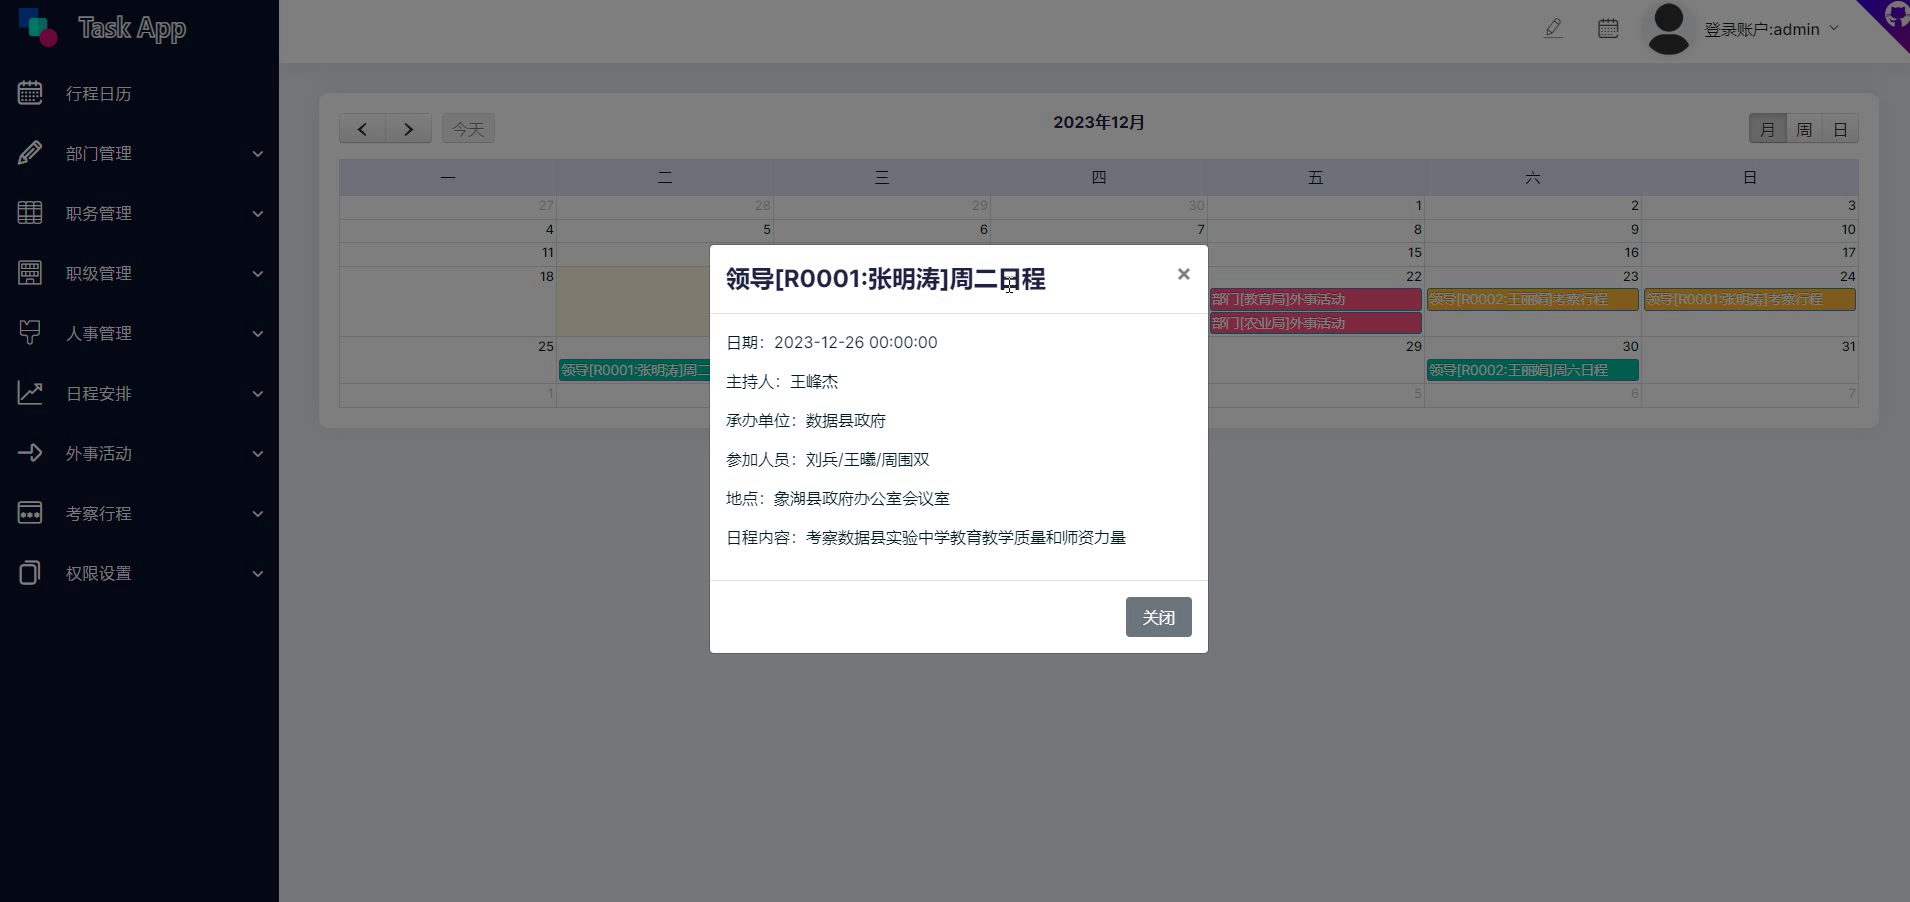 Task App
登录账户:admin
行程日历
部门管理
职务管理
职级管理
人事管理
日程安排
外事活动
考察行程
权限设置
今天
2023年12月
月 周 日
一 二 三 四 五 六 日
27 28 29 30 1 2 3
4 5 6 7 8 9 10
11 15 16 17
18 22 23 24
部门[教育局]外事活动 领导[R0002:王丽娟]考察行程 领导[R0001:张明涛]考察行程
部门[农业局]外事活动
25 29 30 31
领导[R0001:张明涛]周二 领导[R0002:王丽娟]周六日程
1 5 6 7
领导[R0001:张明涛]周二日程
×
日期：2023-12-26 00:00:00
主持人：王峰杰
承办单位：数据县政府
参加人员：刘兵/王曦/周围双
地点：象湖县政府办公室会议室
日程内容：考察数据县实验中学教育教学质量和师资力量
关闭